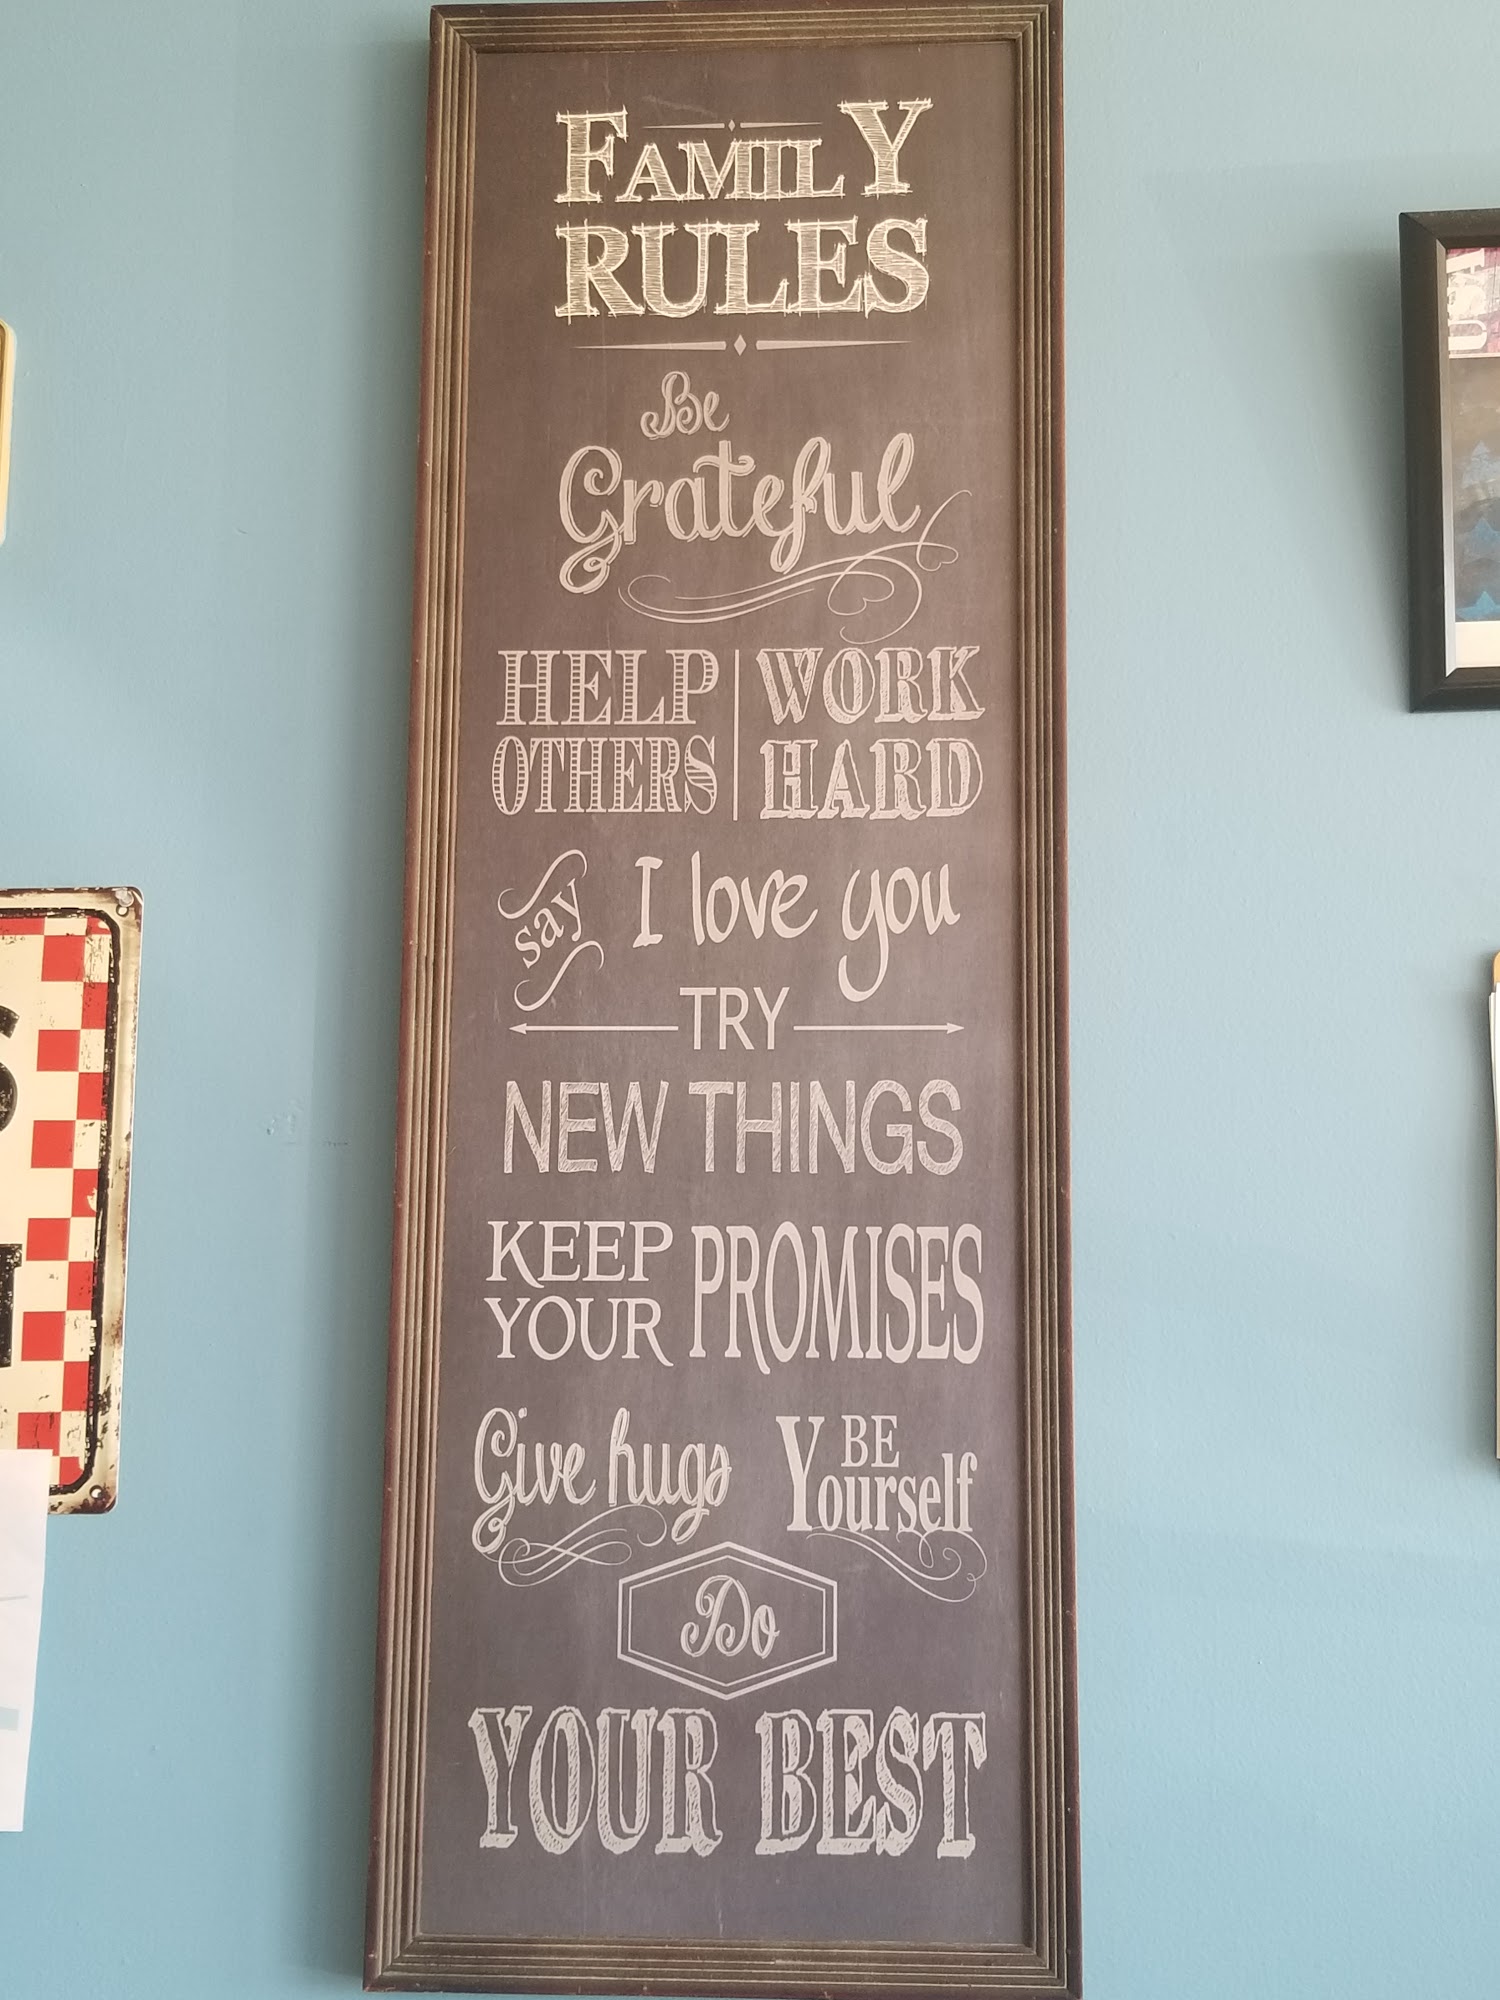 FAMILY
RULES
Be
Grateful
HELP
OTHERS
WORK
HARD
say I love you
TRY
NEW THINGS
KEEP
YOUR
PROMISES
Give hugs
BE
Yourself
Do
YOUR BEST